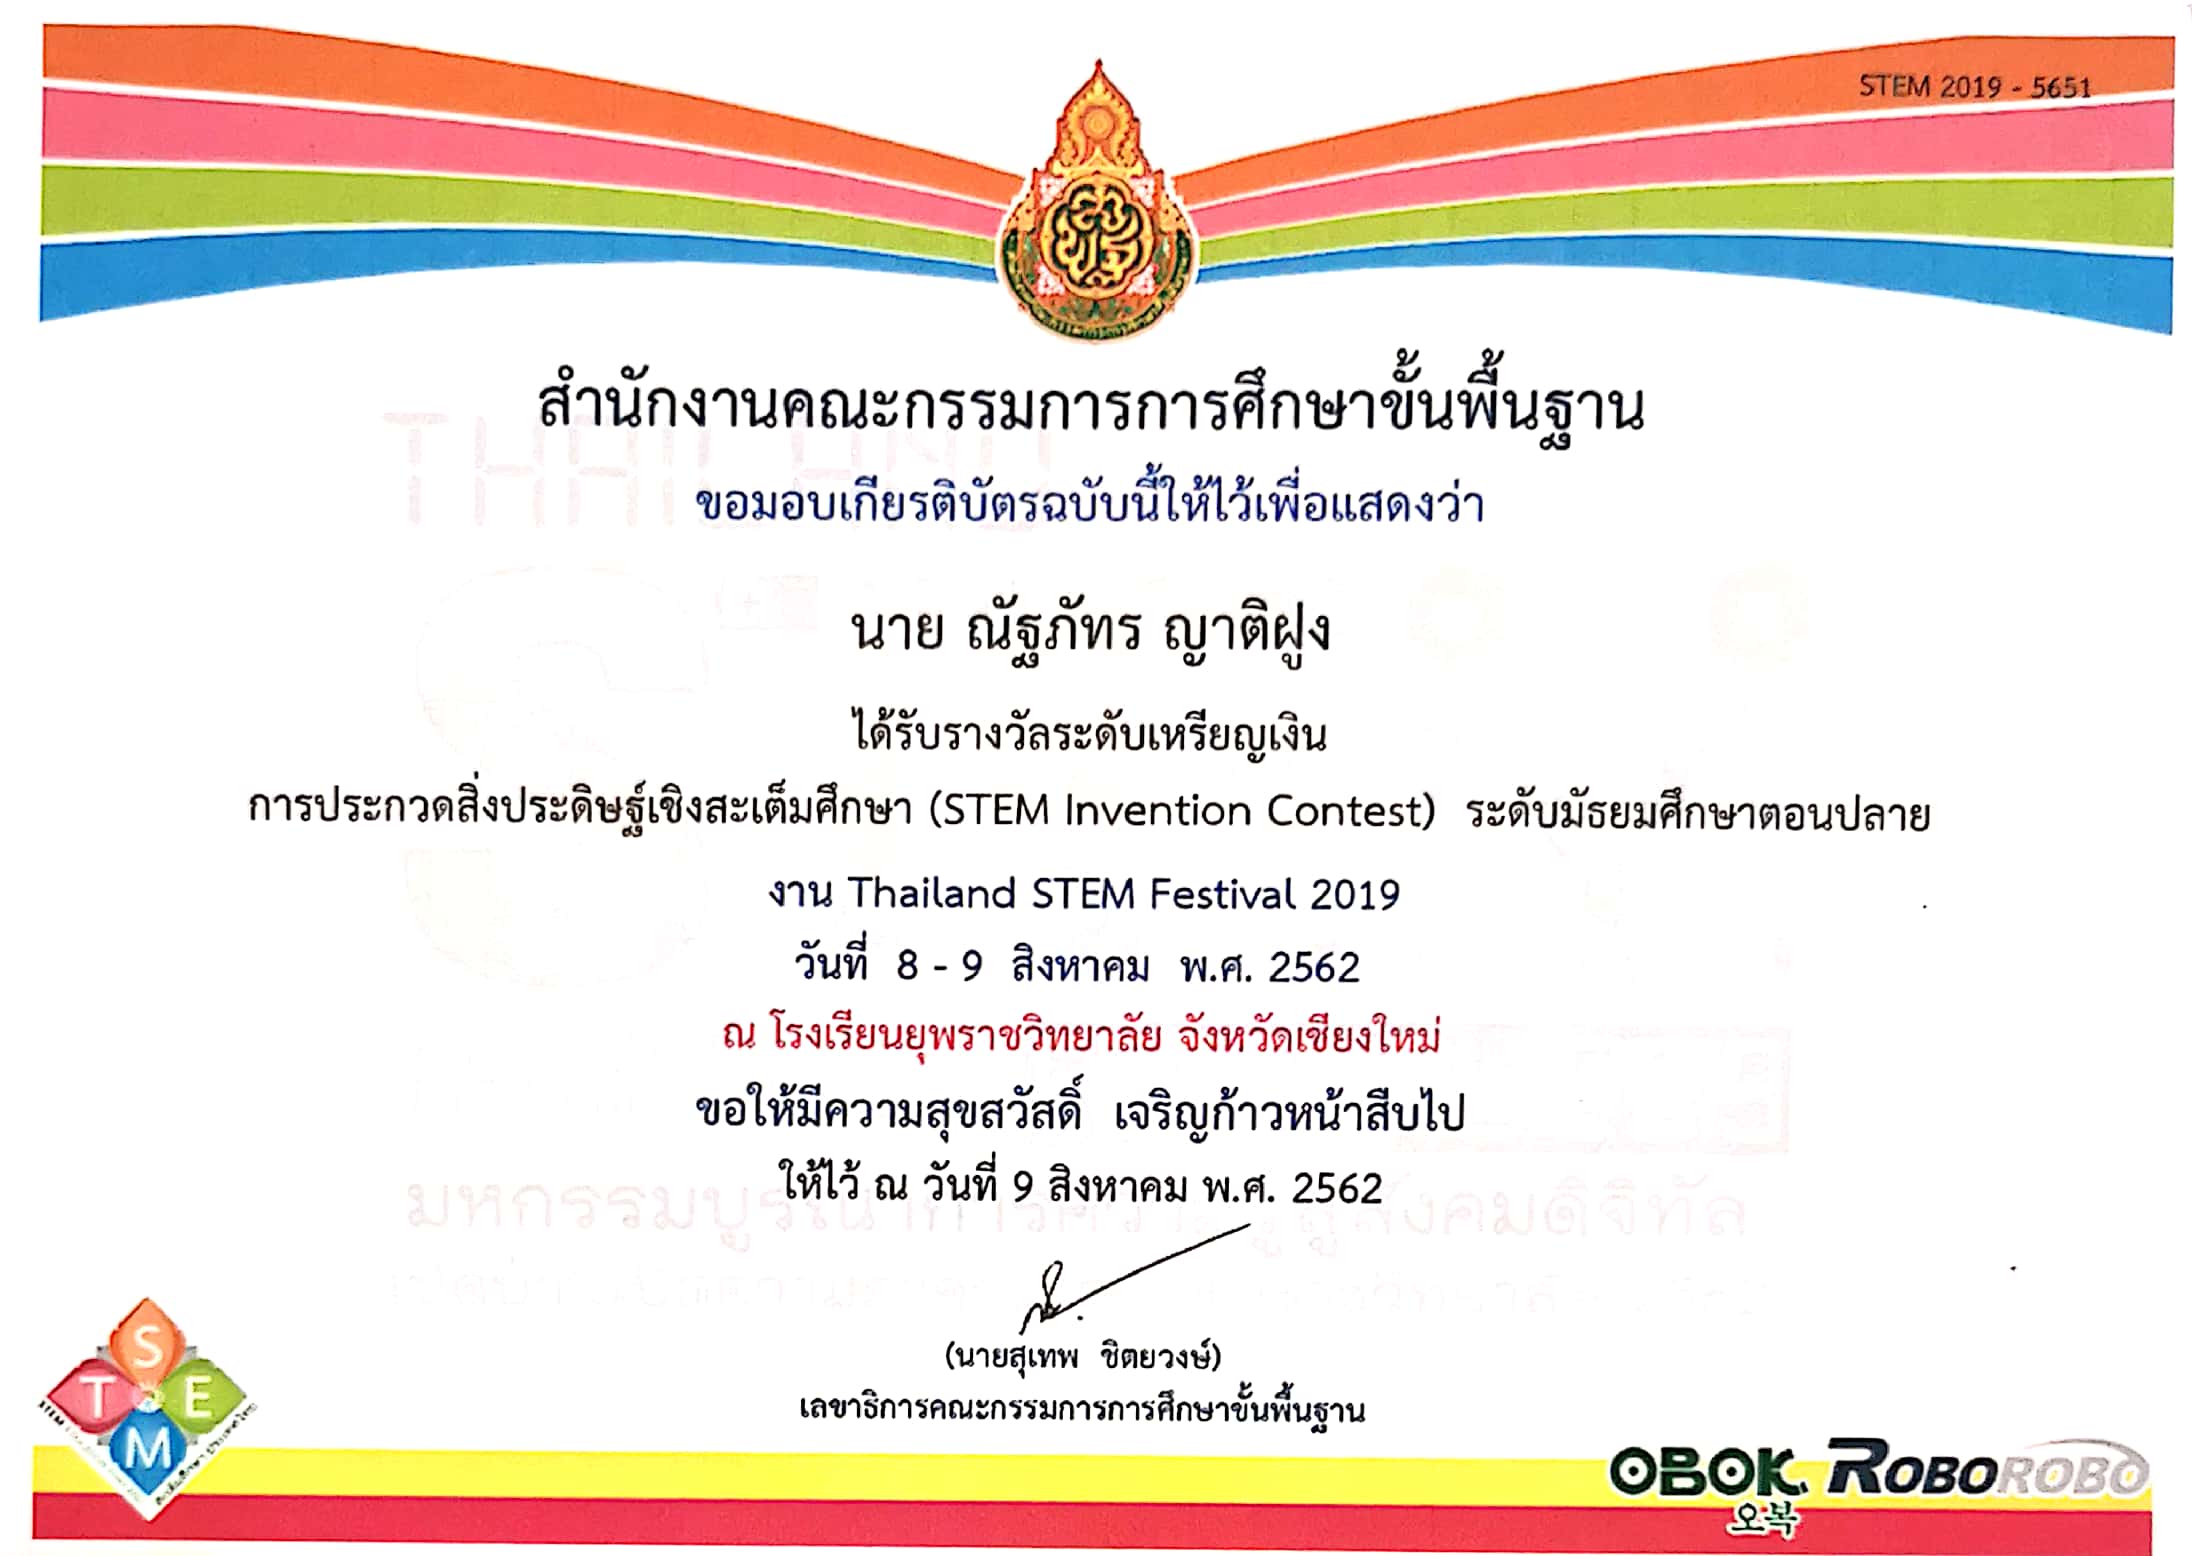 STEM 2019 - 5651
สำนักงานคณะกรรมการการศึกษาขั้นพื้นฐาน
ขอมอบเกียรติบัตรฉบับนี้ให้ไว้เพื่อแสดงว่า
นาย ณัฐภัทร ญาติฝูง
ได้รับรางวัลระดับเหรียญเงิน
การประกวดสิ่งประดิษฐ์เชิงสะเต็มศึกษา (STEM Invention Contest) ระดับมัธยมศึกษาตอนปลาย
งาน Thailand STEM Festival 2019
วันที่ 8 - 9 สิงหาคม พ.ศ. 2562
ณ โรงเรียนยุพราชวิทยาลัย จังหวัดเชียงใหม่
ขอให้มีความสุขสวัสดิ์ เจริญก้าวหน้าสืบไป
ให้ไว้ ณ วันที่ 9 สิงหาคม พ.ศ. 2562
(นายสุเทพ ชิตยวงษ์)
เลขาธิการคณะกรรมการการศึกษาขั้นพื้นฐาน
S
T E
M
OBOK ROBOROBO
오복